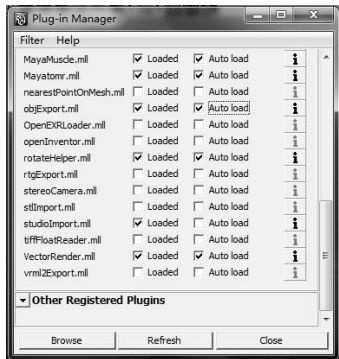 Plug-in Manager
Filter Help
MayaMuscle.mll Loaded Auto load i
Mayatomr.mll Loaded Auto load i
nearestPointOnMesh.mll Loaded Auto load i
objExport.mll Loaded Auto load i
OpenEXRLoader.mll Loaded Auto load i
openInventor.mll Loaded Auto load i
rotateHelper.mll Loaded Auto load i
rtgExport.mll Loaded Auto load i
stereoCamera.mll Loaded Auto load i
stlImport.mll Loaded Auto load i
studioImport.mll Loaded Auto load i
tiffFloatReader.mll Loaded Auto load i
VectorRender.mll Loaded Auto load i
vrml2Export.mll Loaded Auto load i
Other Registered Plugins
Browse Refresh Close